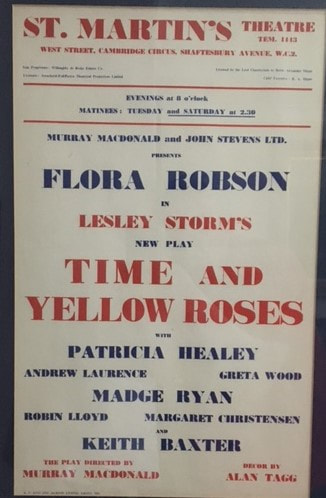 ST. MARTIN'S THEATRE
TEM. 1443
WEST STREET, CAMBRIDGE CIRCUS, SHAFTESBURY AVENUE, W.C.2.
EVENINGS at 8 o'clock
MATINEES: TUESDAY and SATURDAY at 2.30
MURRAY MACDONALD and JOHN STEVENS LTD.
PRESENTS
FLORA ROBSON
IN
LESLEY STORM'S
NEW PLAY
TIME AND
YELLOW ROSES
WITH
PATRICIA HEALEY
ANDREW LAURENCE GRETA WOOD
MADGE RYAN
ROBIN LLOYD MARGARET CHRISTENSEN
AND
KEITH BAXTER
THE PLAY DIRECTED BY DECOR BY
MURRAY MACDONALD ALAN TAGG